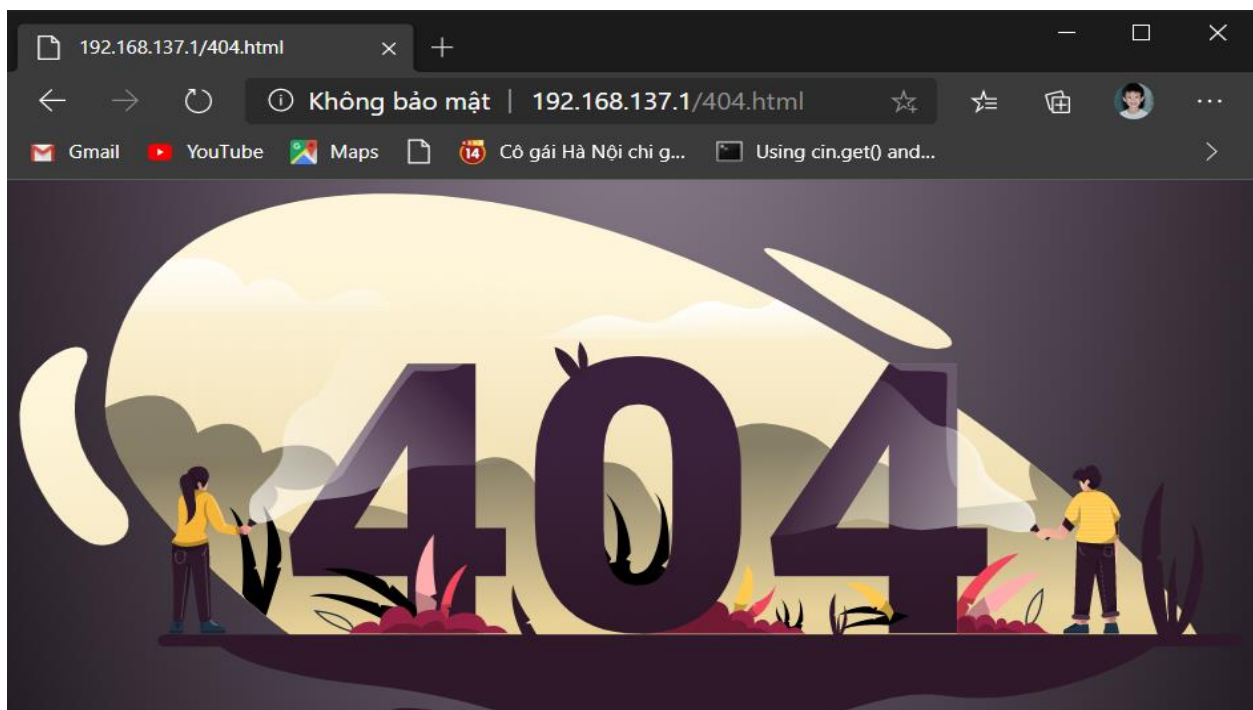 192.168.137.1/404.html
Không bảo mật | 192.168.137.1/404.html
Gmail YouTube Maps 14 Cô gái Hà Nội chi g... Using cin.get() and...
404